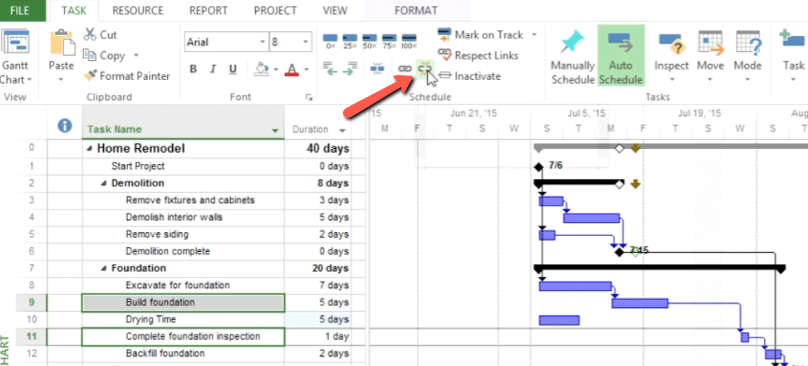 FILE TASK RESOURCE REPORT PROJECT VIEW FORMAT
Gantt
Chart
View
Paste
Cut
Copy
Format Painter
Clipboard
Arial 8
B I U A
Font
0% 25% 50% 75% 100%
Mark on Track
Respect Links
Inactivate
Schedule
Manually
Schedule
Auto
Schedule
Inspect
Move
Mode
Tasks
Task
Task Name Duration
'15 Jun 21, '15 Jul 5, '15 Jul 19, '15 Aug
M F T S W S T M F T S W S
0 Home Remodel 40 days
1 Start Project 0 days 7/6
2 Demolition 8 days
3 Remove fixtures and cabinets 3 days
4 Demolish interior walls 5 days
5 Remove siding 2 days
6 Demolition complete 0 days 7/15
7 Foundation 20 days
8 Excavate for foundation 7 days
9 Build foundation 5 days
10 Drying Time 5 days
11 Complete foundation inspection 1 day
12 Backfill foundation 2 days
HART